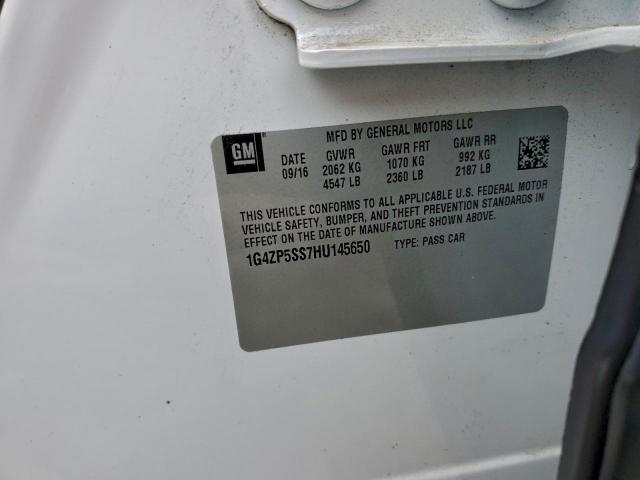 MFD BY GENERAL MOTORS LLC
GM
DATE GVWR GAWR FRT GAWR RR
09/16 2062 KG 1070 KG 992 KG
4547 LB 2360 LB 2187 LB
THIS VEHICLE CONFORMS TO ALL APPLICABLE U.S. FEDERAL MOTOR
VEHICLE SAFETY, BUMPER, AND THEFT PREVENTION STANDARDS IN
EFFECT ON THE DATE OF MANUFACTURE SHOWN ABOVE.
1G4ZP5SS7HU145650 TYPE: PASS CAR